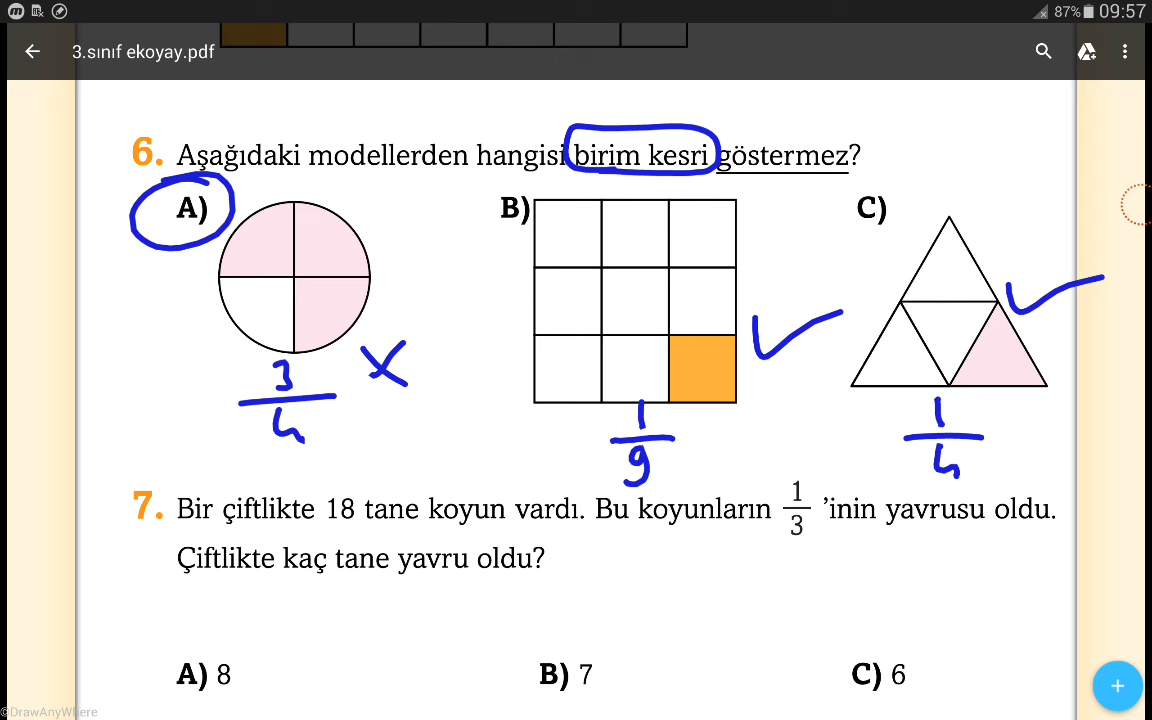 87% 09:57
3.sınıf ekoyay.pdf
6. Aşağıdaki modellerden hangisi birim kesri göstermez?
A) B) C)
3/4 1/9 1/4
7. Bir çiftlikte 18 tane koyun vardı. Bu koyunların 1/3 'inin yavrusu oldu.
Çiftlikte kaç tane yavru oldu?
A) 8 B) 7 C) 6
©DrawAnyWhere